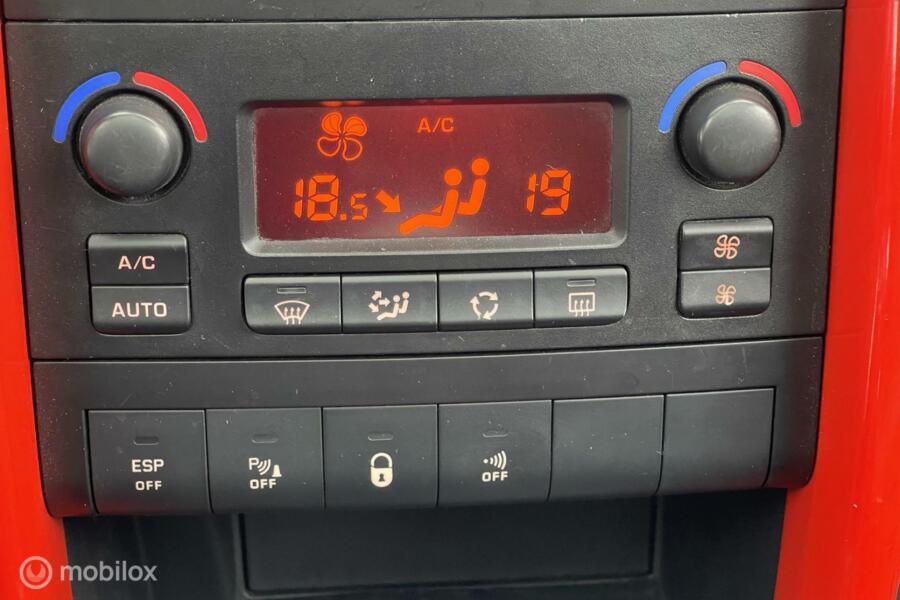 A/C
18.5 19
A/C
AUTO
ESP
OFF
P
OFF
OFF
mobilox